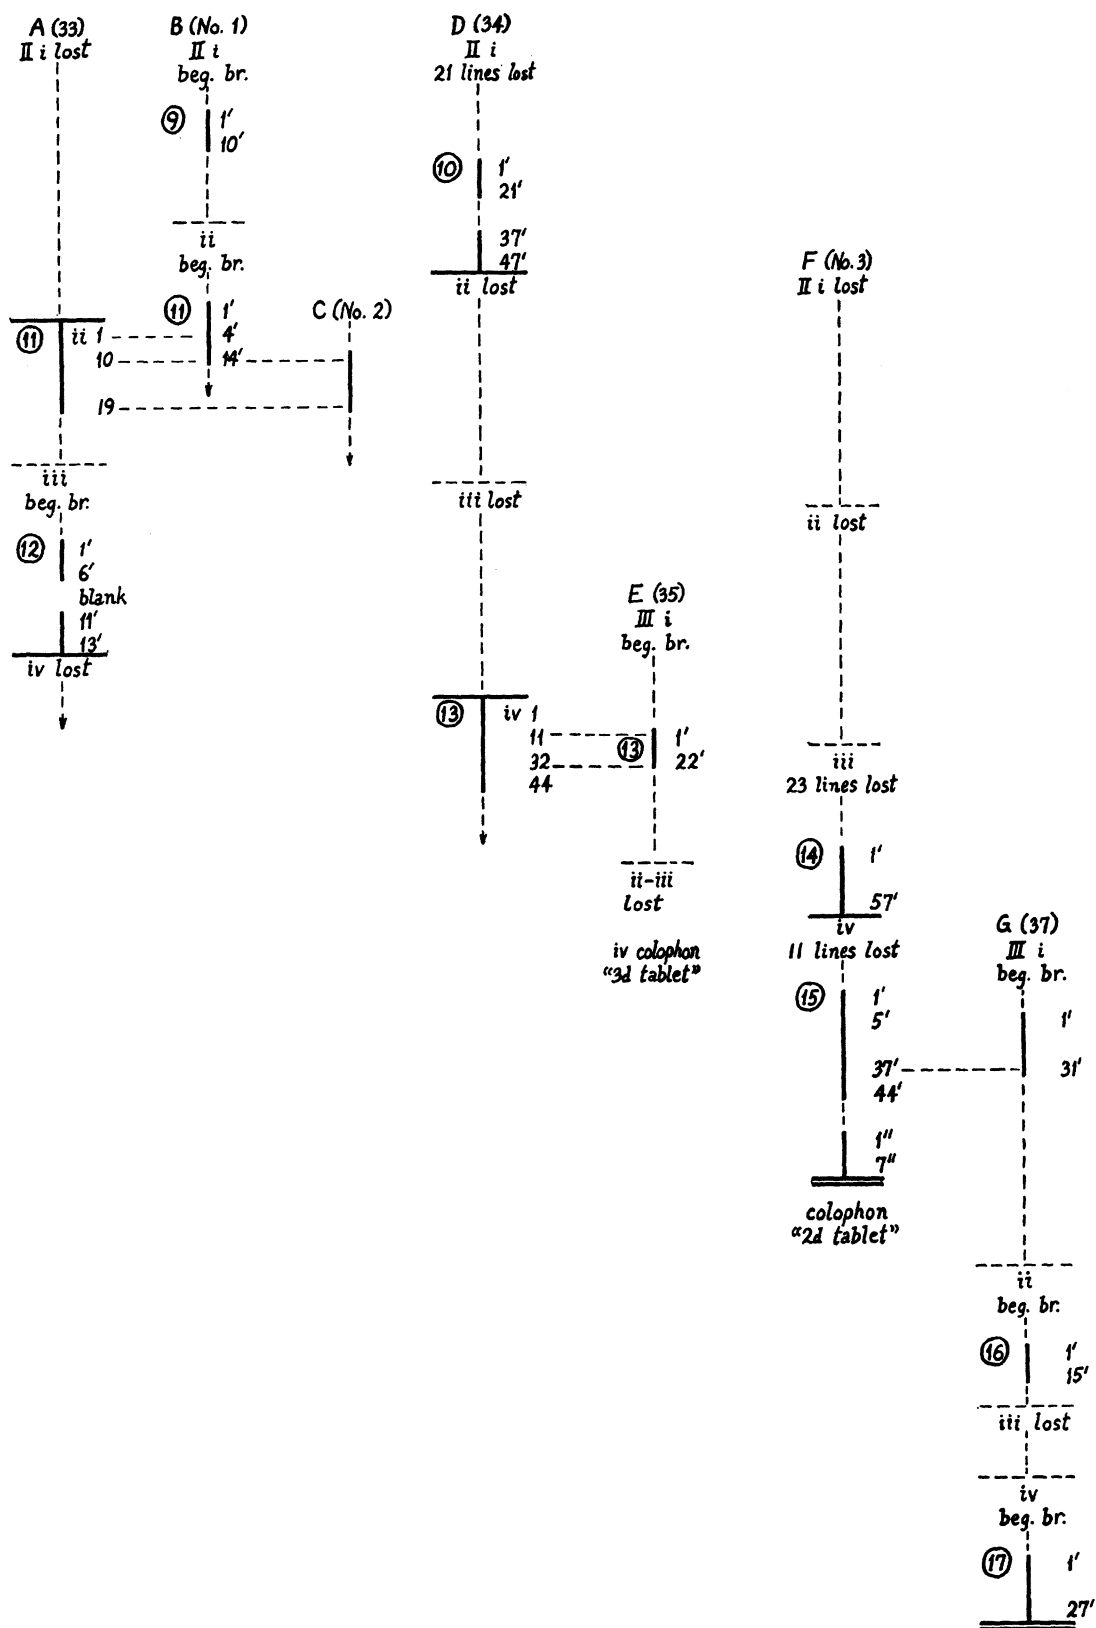 A (33)
II i lost
11 ii 1
10
19
iii
beg. br.
12 1′
6′
blank
11′
13′
iv lost
B (No. 1)
II i
beg. br.
9 1′
10′
ii
beg. br.
11 1′
4′
14′
C (No. 2)
D (34)
II i
21 lines lost
10 1′
21′
37′
47′
ii lost
iii lost
13 iv 1
11
32
44
E (35)
III i
beg. br.
13 1′
22′
ii-iii
lost
iv colophon
“3d tablet”
F (No. 3)
II i lost
ii lost
iii
23 lines lost
14 1′
57′
iv
11 lines lost
15 1′
5′
37′
44′
1″
7″
colophon
“2d tablet”
G (37)
III i
beg. br.
1′
31′
ii
beg. br.
16 1′
15′
iii lost
iv
beg. br.
17 1′
27′